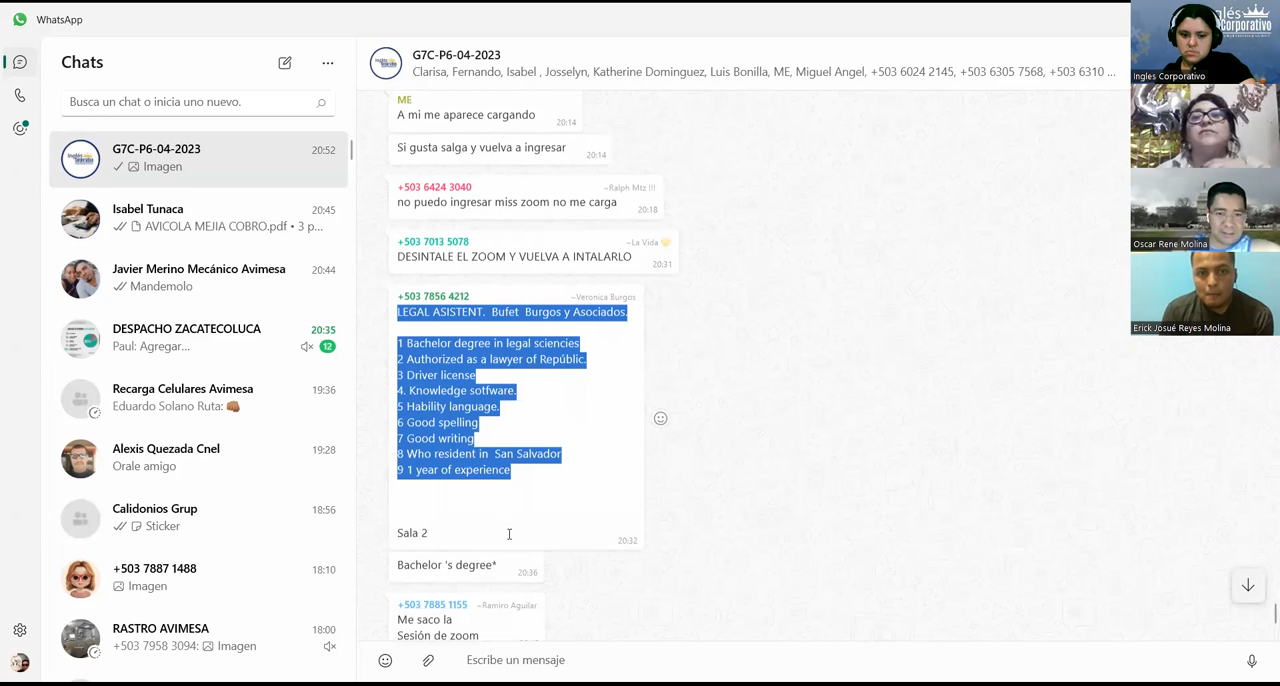 WhatsApp
Chats
Busca un chat o inicia uno nuevo.
G7C-P6-04-2023
20:52
Imagen
Isabel Tunaca
20:45
AVICOLA MEJIA COBRO.pdf • 3 p...
Javier Merino Mecánico Avimesa
20:44
Mandemelo
DESPACHO ZACATECOLUCA
20:35
Paul: Agregar...
12
Recarga Celulares Avimesa
19:36
Eduardo Solano Ruta:
Alexis Quezada Cnel
19:28
Orale amigo
Calidonios Grup
18:56
Sticker
+503 7887 1488
18:10
Imagen
RASTRO AVIMESA
18:00
+503 7958 3094: Imagen
G7C-P6-04-2023
Clarisa, Fernando, Isabel , Josselyn, Katherine Dominguez, Luis Bonilla, ME, Miguel Angel, +503 6024 2145, +503 6305 7568, +503 6310 ...
ME
A mi me aparece cargando
20:14
Si gusta salga y vuelva a ingresar
20:14
+503 6424 3040
~Ralph Mtz !!!
no puedo ingresar miss zoom no me carga
20:18
+503 7013 5078
~La Vida
DESINTALE EL ZOOM Y VUELVA A INTALARLO
20:31
+503 7856 4212
~Veronica Burgos
LEGAL ASISTENT. Bufet Burgos y Asociados.
1 Bachelor degree in legal sciencies
2 Authorized as a lawyer of Repúblic.
3 Driver license
4. Knowledge sotfware.
5 Hability language.
6 Good spelling
7 Good writing
8 Who resident in San Salvador
9 1 year of experience
Sala 2
20:32
Bachelor 's degree*
20:36
+503 7885 1155
~Ramiro Aguilar
Me saco la
Sesión de zoom
Escribe un mensaje
Inglés
Corporativo
Ingles Corporativo
Oscar Rene Molina
Erick Josué Reyes Molina